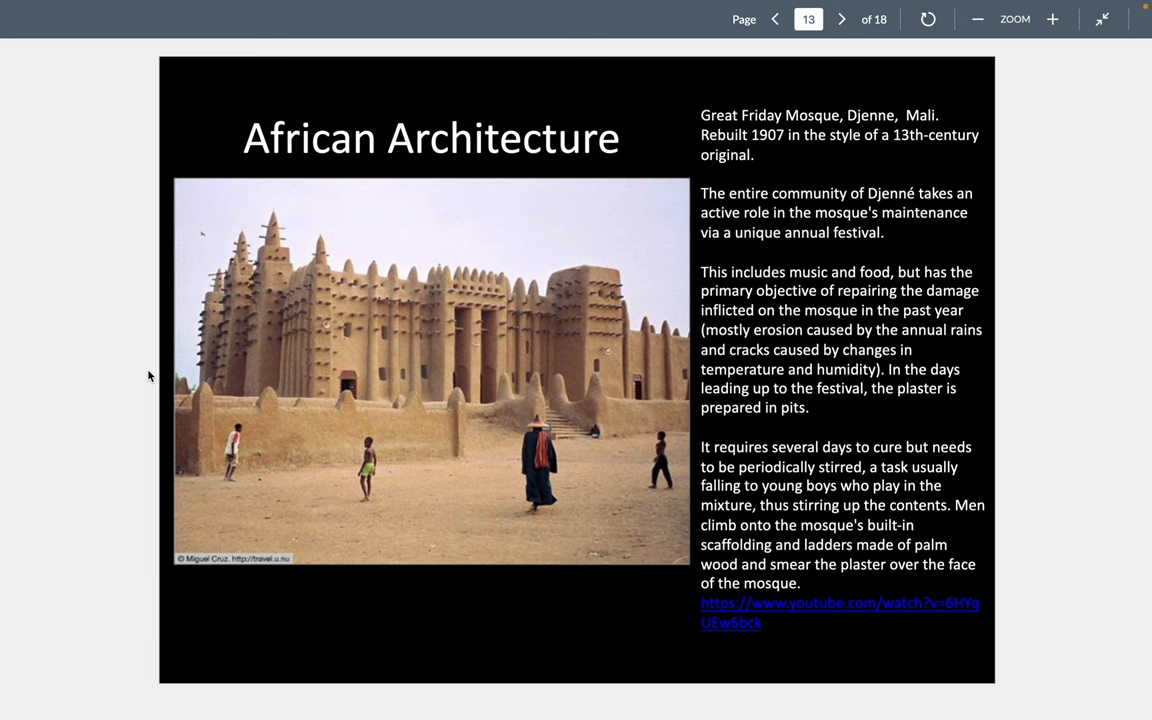 Page 13 of 18 ZOOM
African Architecture
Great Friday Mosque, Djenne, Mali.
Rebuilt 1907 in the style of a 13th-century
original.
The entire community of Djenné takes an
active role in the mosque's maintenance
via a unique annual festival.
This includes music and food, but has the
primary objective of repairing the damage
inflicted on the mosque in the past year
(mostly erosion caused by the annual rains
and cracks caused by changes in
temperature and humidity). In the days
leading up to the festival, the plaster is
prepared in pits.
It requires several days to cure but needs
to be periodically stirred, a task usually
falling to young boys who play in the
mixture, thus stirring up the contents. Men
climb onto the mosque's built-in
scaffolding and ladders made of palm
wood and smear the plaster over the face
of the mosque.
https://www.youtube.com/watch?v=6HYq
UEw6bck
© Miguel Cruz, http://travel.u.nu